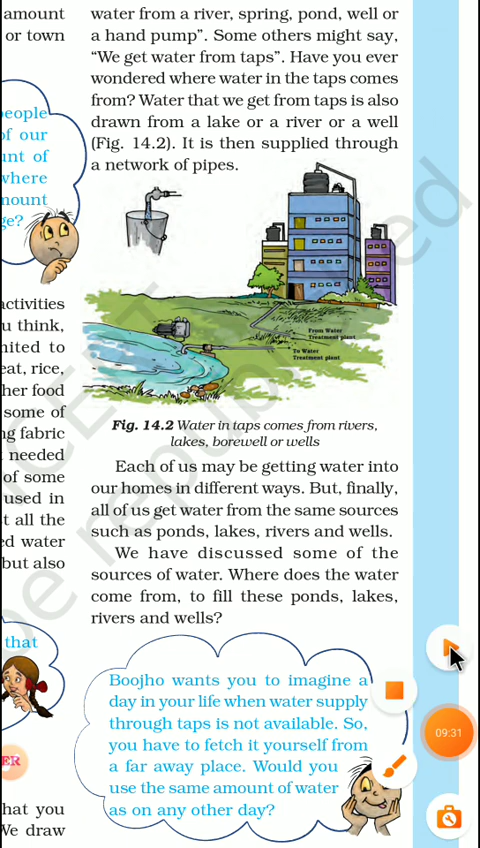 amount
or town
people
of our
unt of
where
mount
ge?
activities
u think,
nited to
eat, rice,
her food
some of
ng fabric
needed
of some
used in
t all the
ed water
but also
that
ER
hat you
We draw
water from a river, spring, pond, well or
a hand pump”. Some others might say,
“We get water from taps”. Have you ever
wondered where water in the taps comes
from? Water that we get from taps is also
drawn from a lake or a river or a well
(Fig. 14.2). It is then supplied through
a network of pipes.
From Water
Treatment plant
To Water
Treatment plant
Fig. 14.2 Water in taps comes from rivers,
lakes, borewell or wells
Each of us may be getting water into
our homes in different ways. But, finally,
all of us get water from the same sources
such as ponds, lakes, rivers and wells.
We have discussed some of the
sources of water. Where does the water
come from, to fill these ponds, lakes,
rivers and wells?
Boojho wants you to imagine a
day in your life when water supply
through taps is not available. So,
you have to fetch it yourself from
a far away place. Would you
use the same amount of water
as on any other day?
09:31
be republished